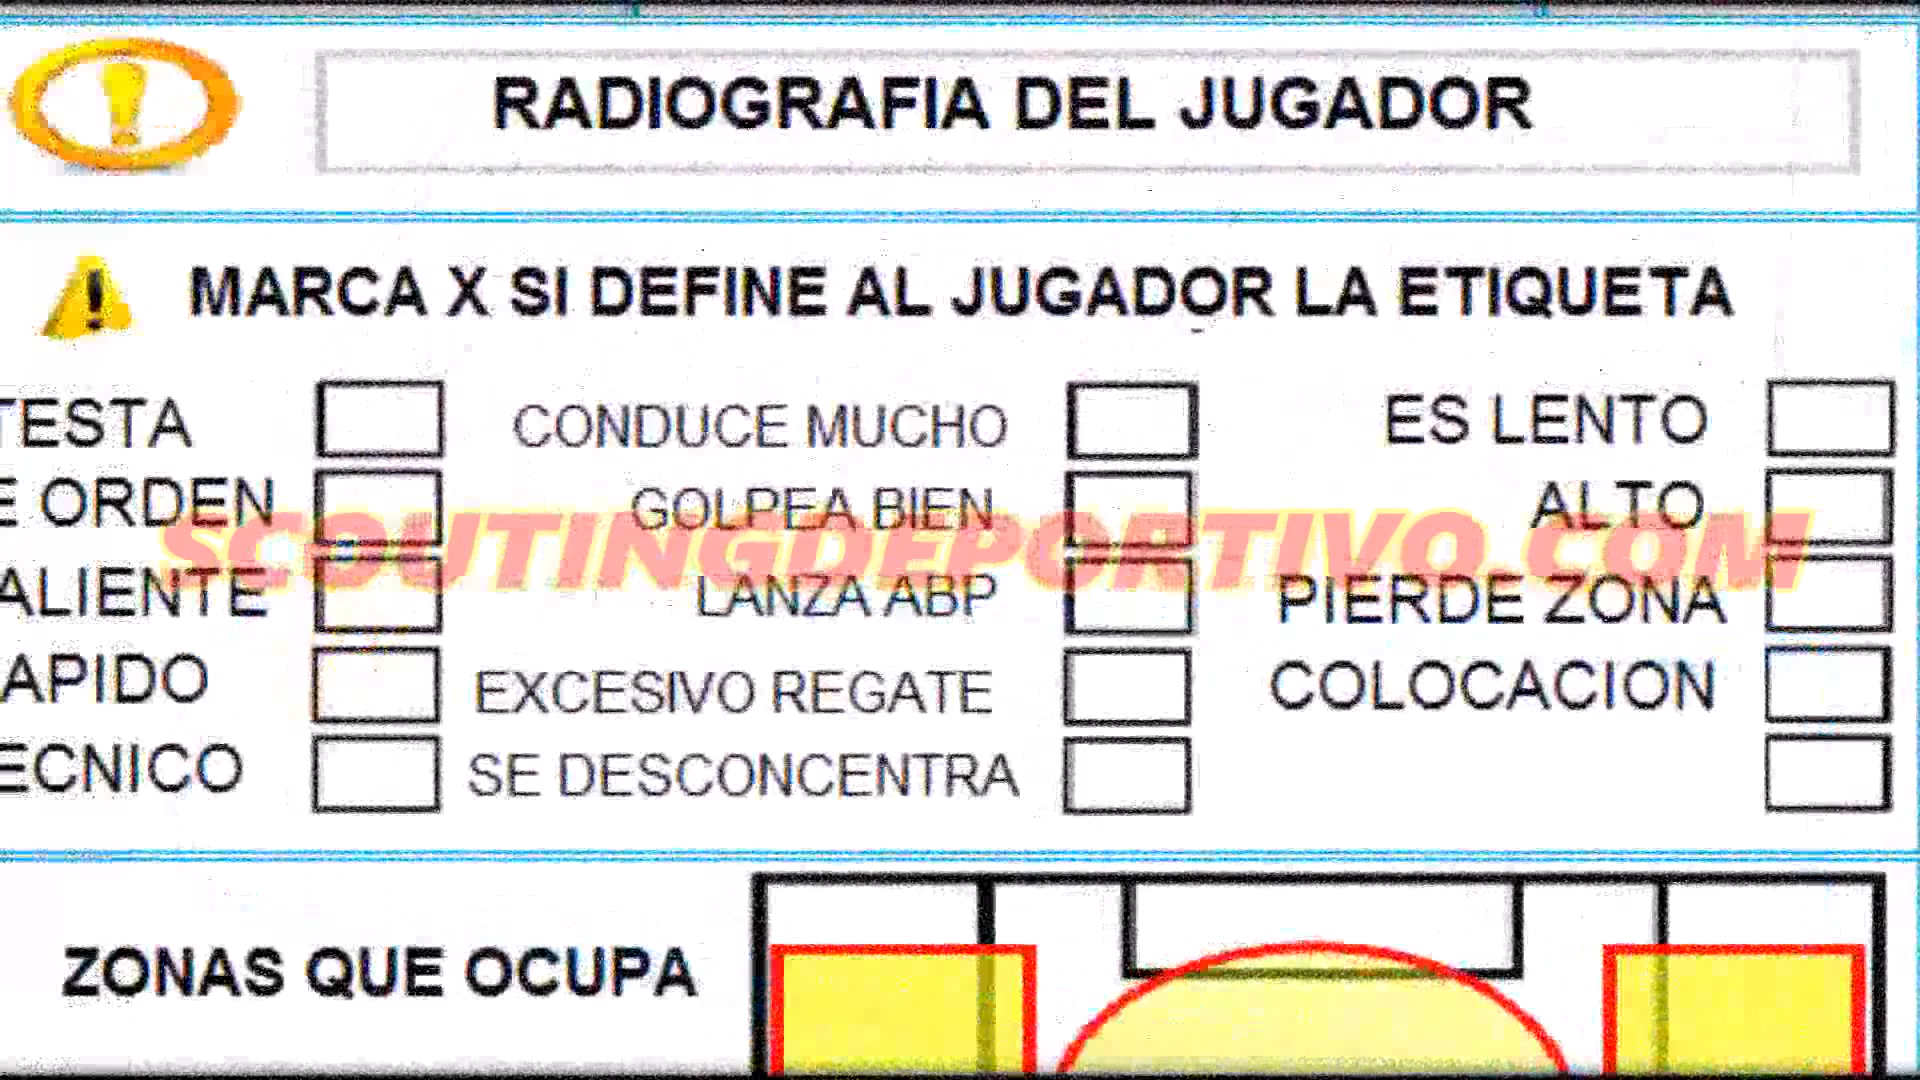 RADIOGRAFIA DEL JUGADOR
MARCA X SI DEFINE AL JUGADOR LA ETIQUETA
TESTA CONDUCE MUCHO ES LENTO
E ORDEN GOLPEA BIEN ALTO
SCOUTINGDEPORTIVO.COM
ALIENTE LANZA ABP PIERDE ZONA
APIDO EXCESIVO REGATE COLOCACION
ECNICO SE DESCONCENTRA
ZONAS QUE OCUPA